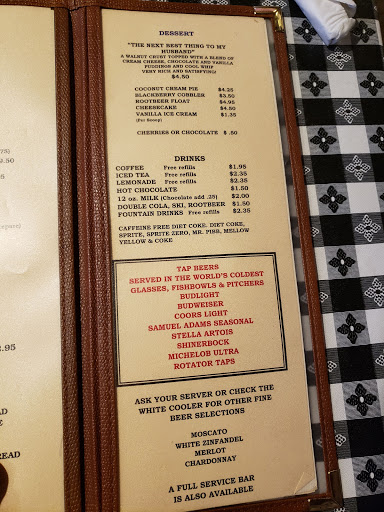 DESSERT
"THE NEXT BEST THING TO MY
HUSBAND"
A WALNUT CRUST TOPPED WITH A BLEND OF
CREAM CHEESE, CHOCOLATE AND VANILLA
PUDDINGS AND COOL WHIP
VERY RICH AND SATISFYING!
$4.50
COCONUT CREAM PIE $4.25
BLACKBERRY COBBLER $3.50
ROOTBEER FLOAT $4.95
CHEESECAKE $4.50
VANILLA ICE CREAM $1.35
(Per Scoop)
CHERRIES OR CHOCOLATE $ .50
DRINKS
COFFEE Free refills $1.95
ICED TEA Free refills $2.35
LEMONADE Free refills $2.35
HOT CHOCOLATE $1.50
12 oz. MILK (Chocolate add .25) $2.00
DOUBLE COLA, SKI, ROOTBEER $1.50
FOUNTAIN DRINKS Free refills $2.35
CAFFEINE FREE DIET COKE. DIET COKE,
SPRITE, SPRITE ZERO, MR. PIBB, MELLOW
YELLOW & COKE
TAP BEERS
SERVED IN THE WORLD'S COLDEST
GLASSES, FISHBOWLS & PITCHERS
BUDLIGHT
BUDWEISER
COORS LIGHT
SAMUEL ADAMS SEASONAL
STELLA ARTOIS
SHINERBOCK
MICHELOB ULTRA
ROTATOR TAPS
ASK YOUR SERVER OR CHECK THE
WHITE COOLER FOR OTHER FINE
BEER SELECTIONS
MOSCATO
WHITE ZINFANDEL
MERLOT
CHARDONNAY
A FULL SERVICE BAR
IS ALSO AVAILABLE